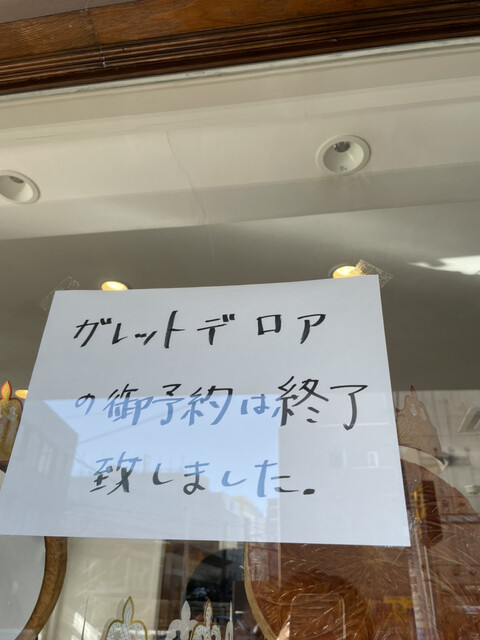 ガレットデロア
の御予約は終了
致しました。